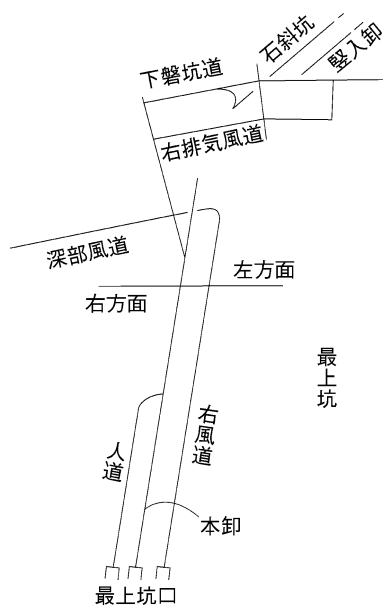 石斜坑
竪入卸
下磐坑道
右排気風道
深部風道
左方面
右方面
最上坑
右風道
人道
本卸
最上坑口